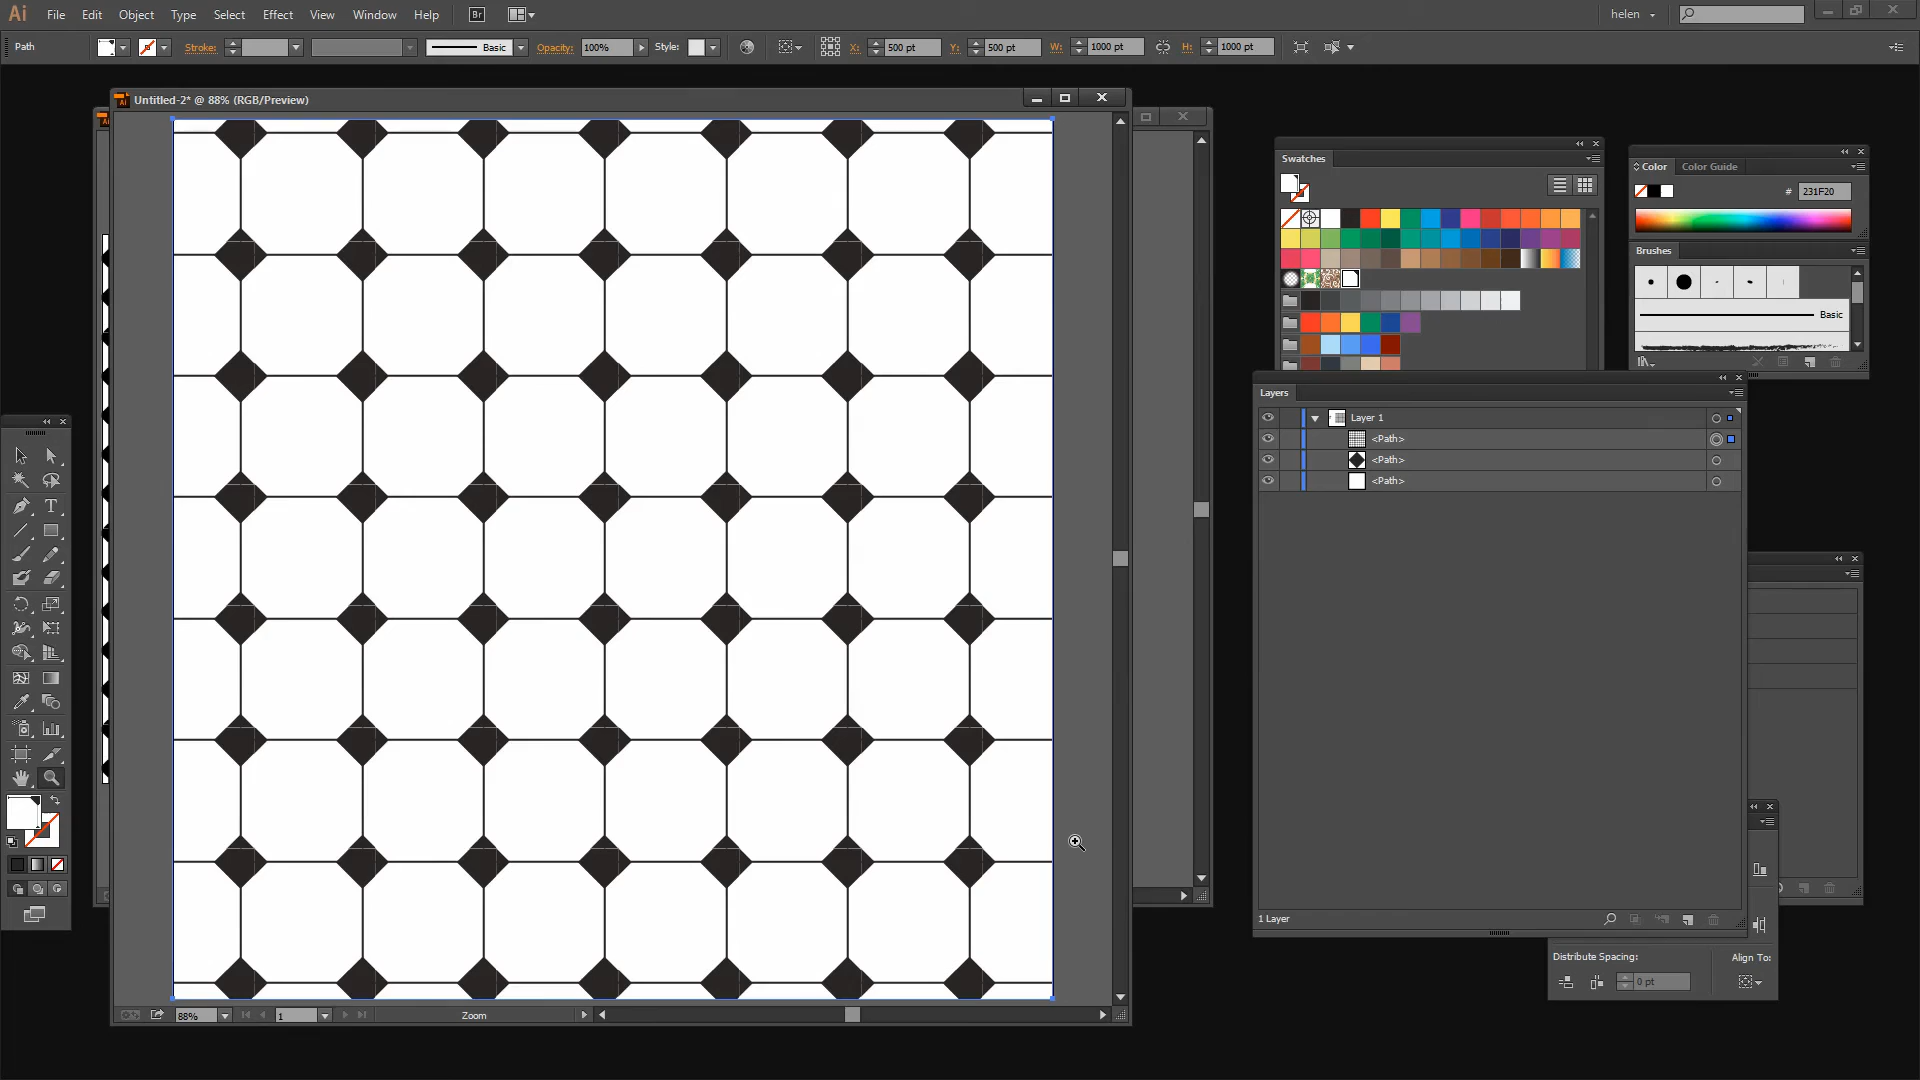 Ai File Edit Object Type Select Effect View Window Help Br helen
Path Stroke: Basic Opacity: 100% Style: X: 500 pt Y: 500 pt W: 1000 pt H: 1000 pt
Untitled-2* @ 88% (RGB/Preview)
Swatches
Color Color Guide
# 231F20
Brushes
Basic
Layers
Layer 1
<Path>
<Path>
<Path>
1 Layer
Distribute Spacing: Align To:
0 pt
88% 1 Zoom